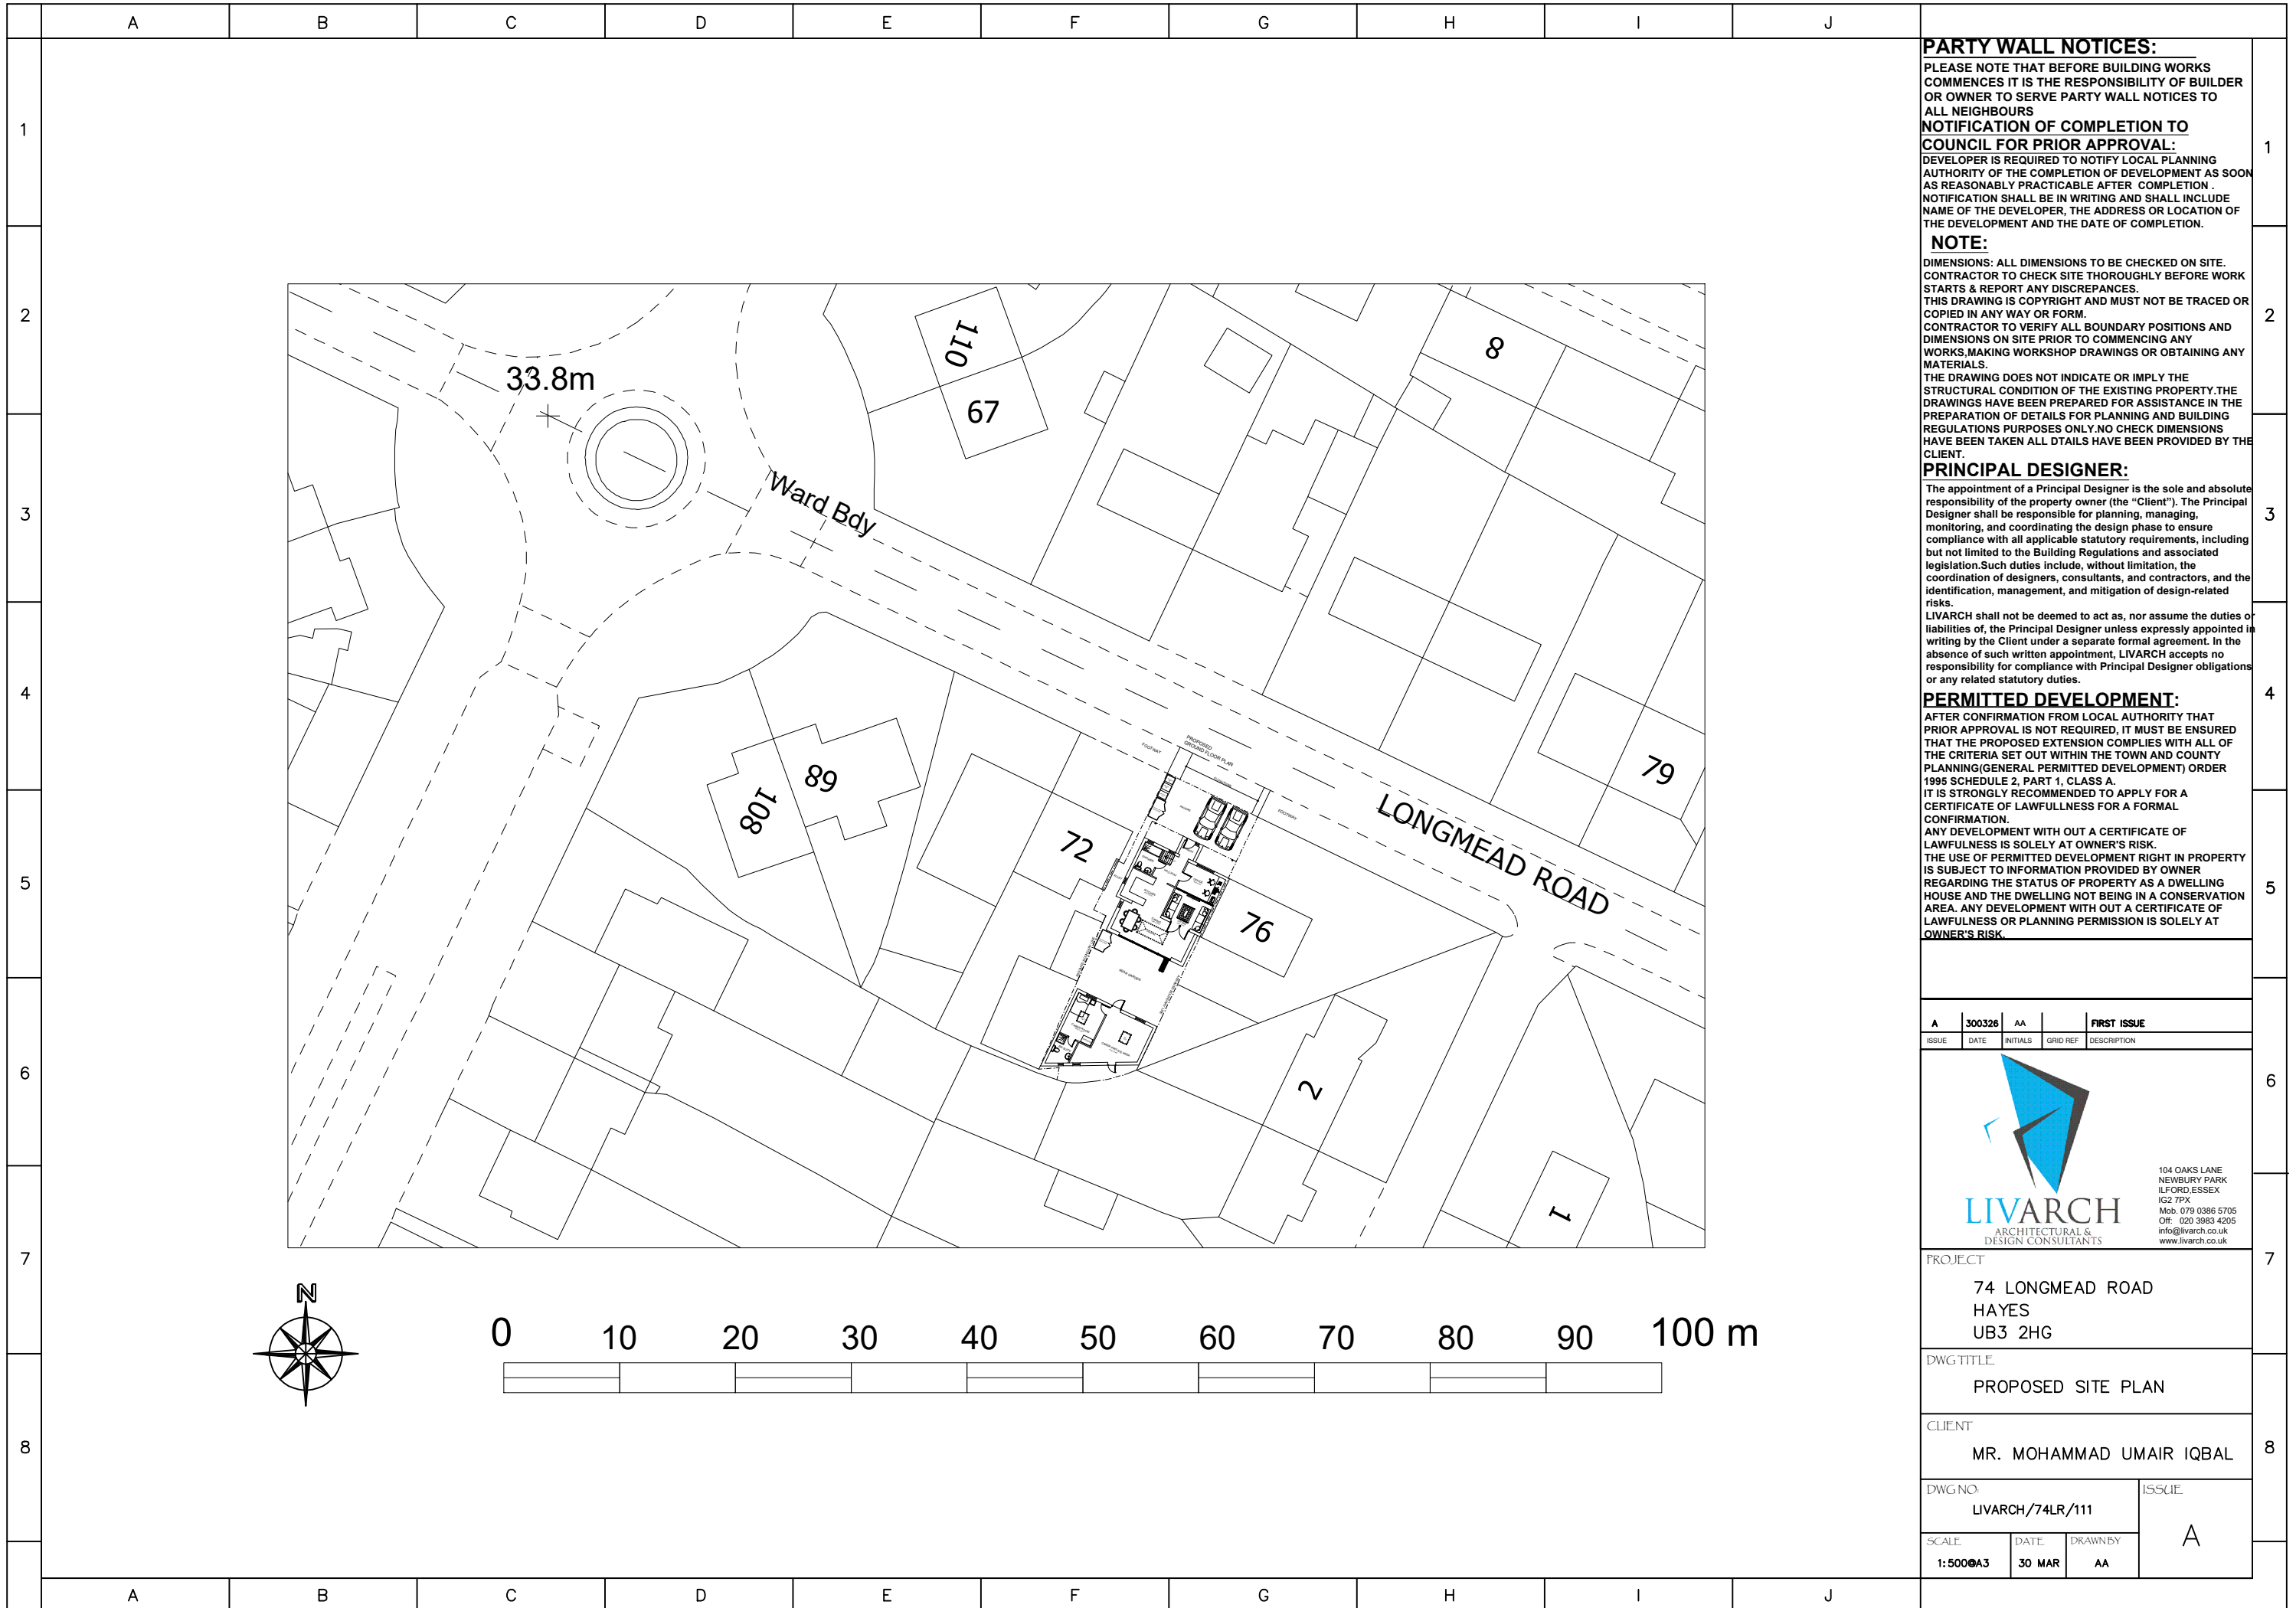 A B C D E F G H I J
1
2
3
4
5
6
7
8
33.8m
110
67
8
Ward Bdy
68
108
72
76
79
2
1
LONGMEAD ROAD
FOOTWAY
PROPOSED
GROUND FLOOR PLAN
FOOTWAY
N
0 10 20 30 40 50 60 70 80 90 100 m
A B C D E F G H I J
PARTY WALL NOTICES:
PLEASE NOTE THAT BEFORE BUILDING WORKS
COMMENCES IT IS THE RESPONSIBILITY OF BUILDER
OR OWNER TO SERVE PARTY WALL NOTICES TO
ALL NEIGHBOURS
NOTIFICATION OF COMPLETION TO
COUNCIL FOR PRIOR APPROVAL:
DEVELOPER IS REQUIRED TO NOTIFY LOCAL PLANNING
AUTHORITY OF THE COMPLETION OF DEVELOPMENT AS SOON
AS REASONABLY PRACTICABLE AFTER COMPLETION .
NOTIFICATION SHALL BE IN WRITING AND SHALL INCLUDE
NAME OF THE DEVELOPER, THE ADDRESS OR LOCATION OF
THE DEVELOPMENT AND THE DATE OF COMPLETION.
NOTE:
DIMENSIONS: ALL DIMENSIONS TO BE CHECKED ON SITE.
CONTRACTOR TO CHECK SITE THOROUGHLY BEFORE WORK
STARTS & REPORT ANY DISCREPANCES.
THIS DRAWING IS COPYRIGHT AND MUST NOT BE TRACED OR
COPIED IN ANY WAY OR FORM.
CONTRACTOR TO VERIFY ALL BOUNDARY POSITIONS AND
DIMENSIONS ON SITE PRIOR TO COMMENCING ANY
WORKS,MAKING WORKSHOP DRAWINGS OR OBTAINING ANY
MATERIALS.
THE DRAWING DOES NOT INDICATE OR IMPLY THE
STRUCTURAL CONDITION OF THE EXISTING PROPERTY.THE
DRAWINGS HAVE BEEN PREPARED FOR ASSISTANCE IN THE
PREPARATION OF DETAILS FOR PLANNING AND BUILDING
REGULATIONS PURPOSES ONLY.NO CHECK DIMENSIONS
HAVE BEEN TAKEN ALL DTAILS HAVE BEEN PROVIDED BY THE
CLIENT.
PRINCIPAL DESIGNER:
The appointment of a Principal Designer is the sole and absolute
responsibility of the property owner (the “Client”). The Principal
Designer shall be responsible for planning, managing,
monitoring, and coordinating the design phase to ensure
compliance with all applicable statutory requirements, including
but not limited to the Building Regulations and associated
legislation.Such duties include, without limitation, the
coordination of designers, consultants, and contractors, and the
identification, management, and mitigation of design-related
risks.
LIVARCH shall not be deemed to act as, nor assume the duties or
liabilities of, the Principal Designer unless expressly appointed in
writing by the Client under a separate formal agreement. In the
absence of such written appointment, LIVARCH accepts no
responsibility for compliance with Principal Designer obligations
or any related statutory duties.
PERMITTED DEVELOPMENT:
AFTER CONFIRMATION FROM LOCAL AUTHORITY THAT
PRIOR APPROVAL IS NOT REQUIRED, IT MUST BE ENSURED
THAT THE PROPOSED EXTENSION COMPLIES WITH ALL OF
THE CRITERIA SET OUT WITHIN THE TOWN AND COUNTY
PLANNING(GENERAL PERMITTED DEVELOPMENT) ORDER
1995 SCHEDULE 2, PART 1, CLASS A.
IT IS STRONGLY RECOMMENDED TO APPLY FOR A
CERTIFICATE OF LAWFULLNESS FOR A FORMAL
CONFIRMATION.
ANY DEVELOPMENT WITH OUT A CERTIFICATE OF
LAWFULNESS IS SOLELY AT OWNER'S RISK.
THE USE OF PERMITTED DEVELOPMENT RIGHT IN PROPERTY
IS SUBJECT TO INFORMATION PROVIDED BY OWNER
REGARDING THE STATUS OF PROPERTY AS A DWELLING
HOUSE AND THE DWELLING NOT BEING IN A CONSERVATION
AREA. ANY DEVELOPMENT WITH OUT A CERTIFICATE OF
LAWFULNESS OR PLANNING PERMISSION IS SOLELY AT
OWNER'S RISK.
A 300326 AA FIRST ISSUE
ISSUE DATE INITIALS GRID REF DESCRIPTION
LIVARCH
ARCHITECTURAL &
DESIGN CONSULTANTS
104 OAKS LANE
NEWBURY PARK
ILFORD,ESSEX
IG2 7PX
Mob. 079 0386 5705
Off: 020 3983 4205
info@livarch.co.uk
www.livarch.co.uk
PROJECT
74 LONGMEAD ROAD
HAYES
UB3 2HG
DWG TITLE
PROPOSED SITE PLAN
CLIENT
MR. MOHAMMAD UMAIR IQBAL
DWG NO:
LIVARCH/74LR/111
ISSUE
A
SCALE DATE DRAWN BY
1:500@A3 30 MAR AA
1
2
3
4
5
6
7
8